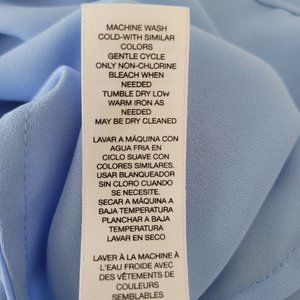 MACHINE WASH
COLD-WITH SIMILAR
COLORS
GENTLE CYCLE
ONLY NON-CHLORINE
BLEACH WHEN
NEEDED
TUMBLE DRY LOW
WARM IRON AS
NEEDED
MAY BE DRY CLEANED
LAVAR A MÁQUINA CON
AGUA FRIA EN
CICLO SUAVE CON
COLORES SIMILARES.
USAR BLANQUEADOR
SIN CLORO CUANDO
SE NECESITE.
SECAR A MÁQUINA A
BAJA TEMPERATURA
PLANCHAR A BAJA
TEMPERATURA
LAVAR EN SECO
LAVER À LA MACHINE À
L'EAU FROIDE AVEC
DES VÊTEMENTS DE
COULEURS
SEMBLABLES